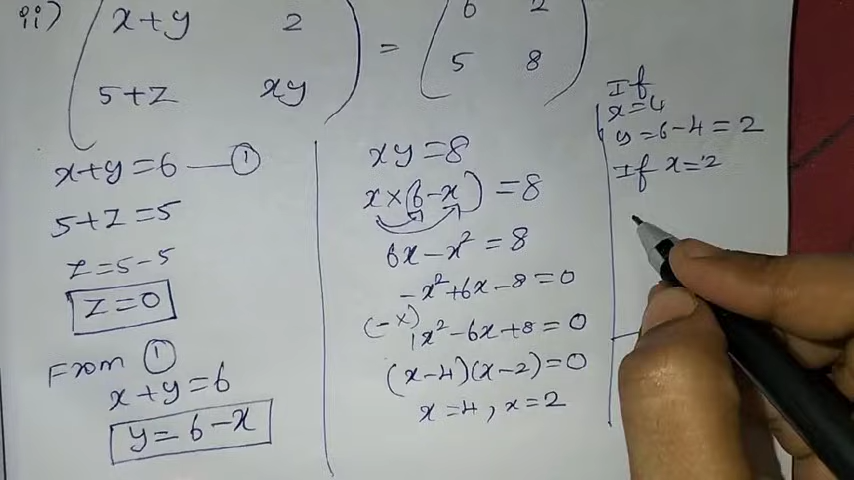 ii) ( x+y 2 ) = ( 6 2 )
( 5+z xy ) ( 5 8 )
x+y = 6 —— ①
5+z = 5
z = 5-5
z = 0
From ①
x+y = 6
y = 6-x
xy = 8
x×(6-x) = 8
6x-x² = 8
-x²+6x-8 = 0
(-x) 1x²-6x+8 = 0
(x-4)(x-2) = 0
x = 4, x = 2
If
x = 4
y = 6-4 = 2
If x = 2